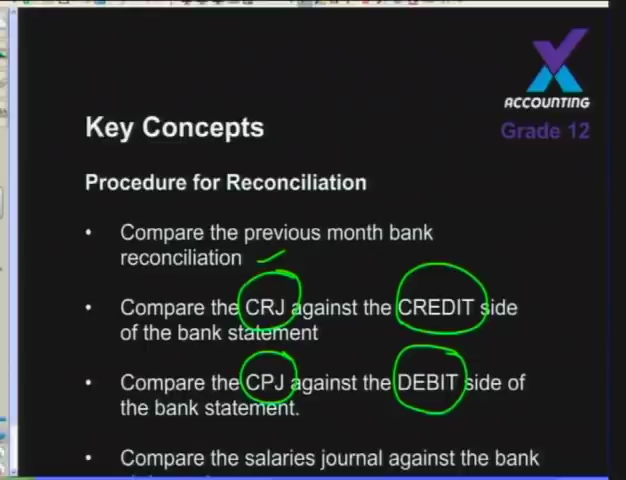 ACCOUNTING
Key Concepts
Grade 12
Procedure for Reconciliation
• Compare the previous month bank
reconciliation
• Compare the CRJ against the CREDIT side
of the bank statement
• Compare the CPJ against the DEBIT side of
the bank statement.
• Compare the salaries journal against the bank